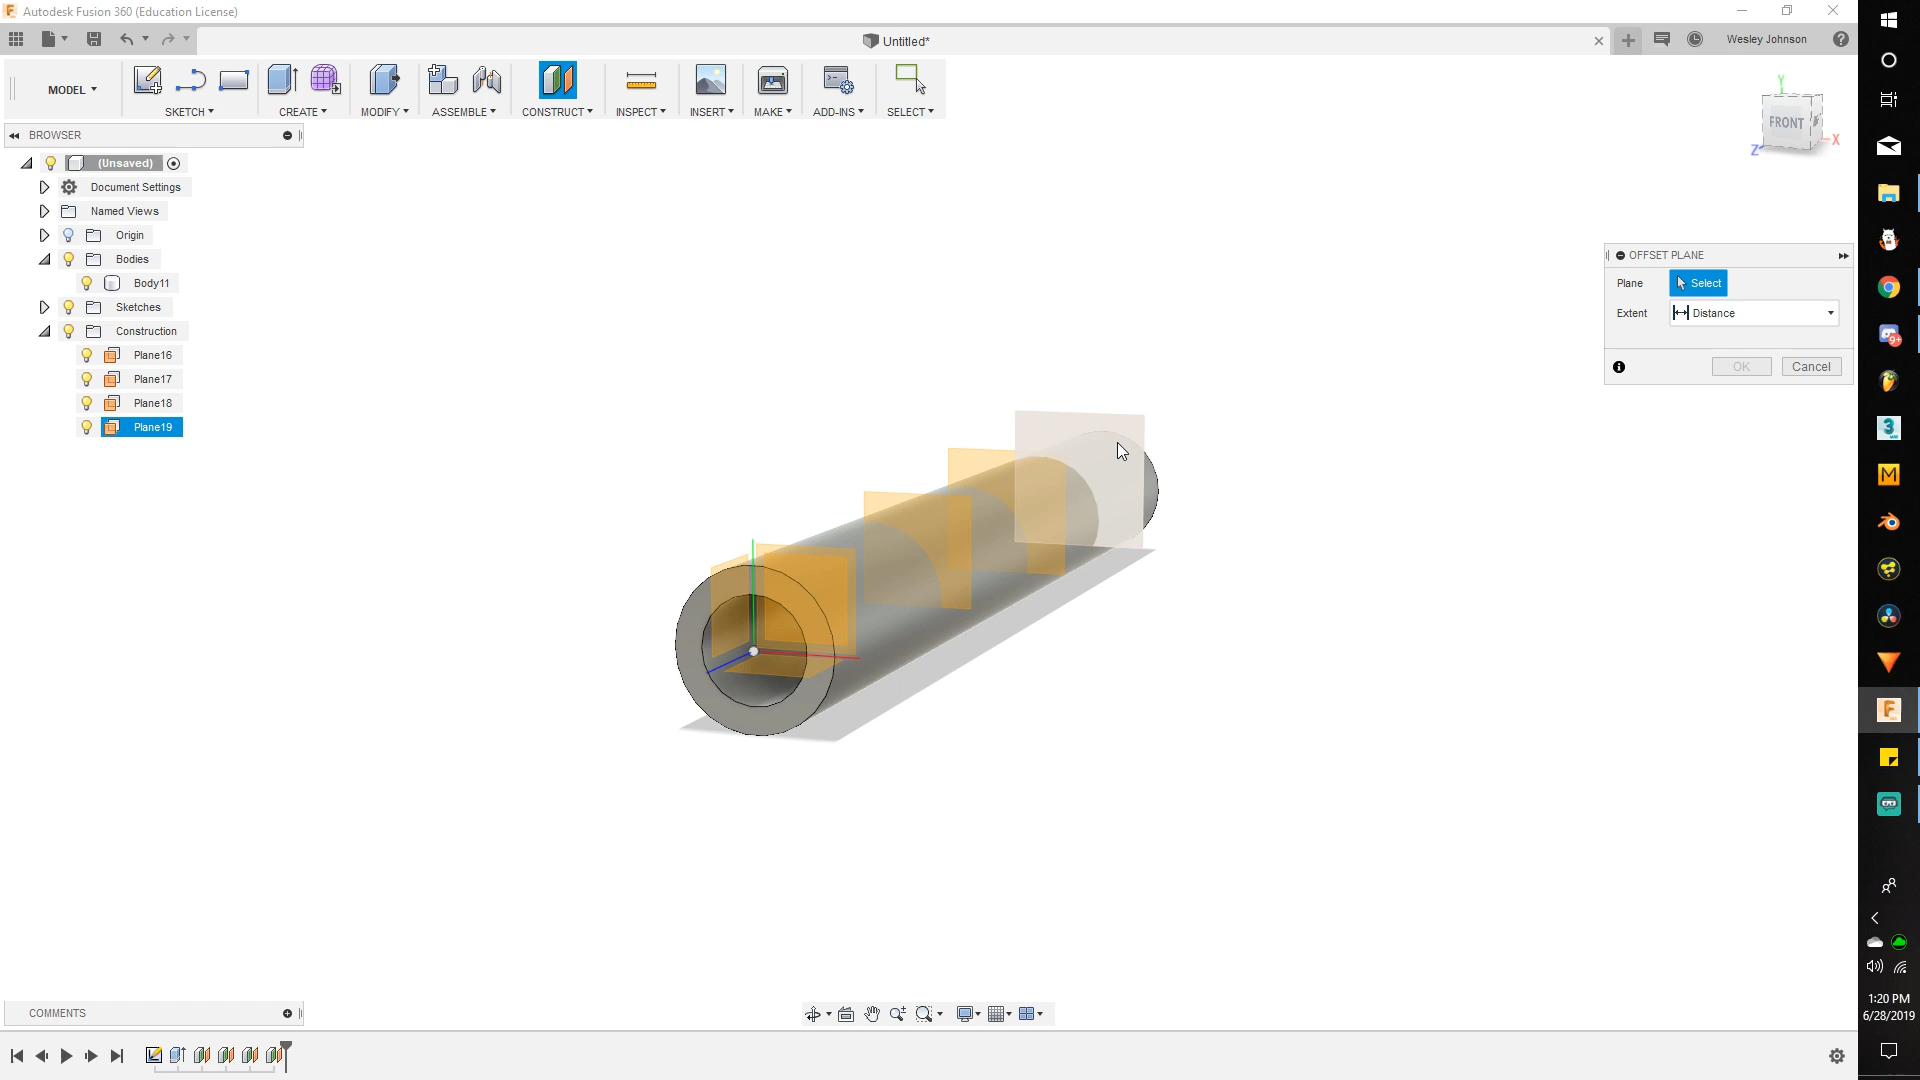 Autodesk Fusion 360 (Education License)
Untitled*
Wesley Johnson
MODEL
SKETCH
CREATE
MODIFY
ASSEMBLE
CONSTRUCT
INSPECT
INSERT
MAKE
ADD-INS
SELECT
Y
FRONT
X
Z
BROWSER
(Unsaved)
Document Settings
Named Views
Origin
Bodies
Body11
Sketches
Construction
Plane16
Plane17
Plane18
Plane19
OFFSET PLANE
Plane Select
Extent Distance
OK Cancel
9+
3
M
F
1:20 PM
6/28/2019
COMMENTS